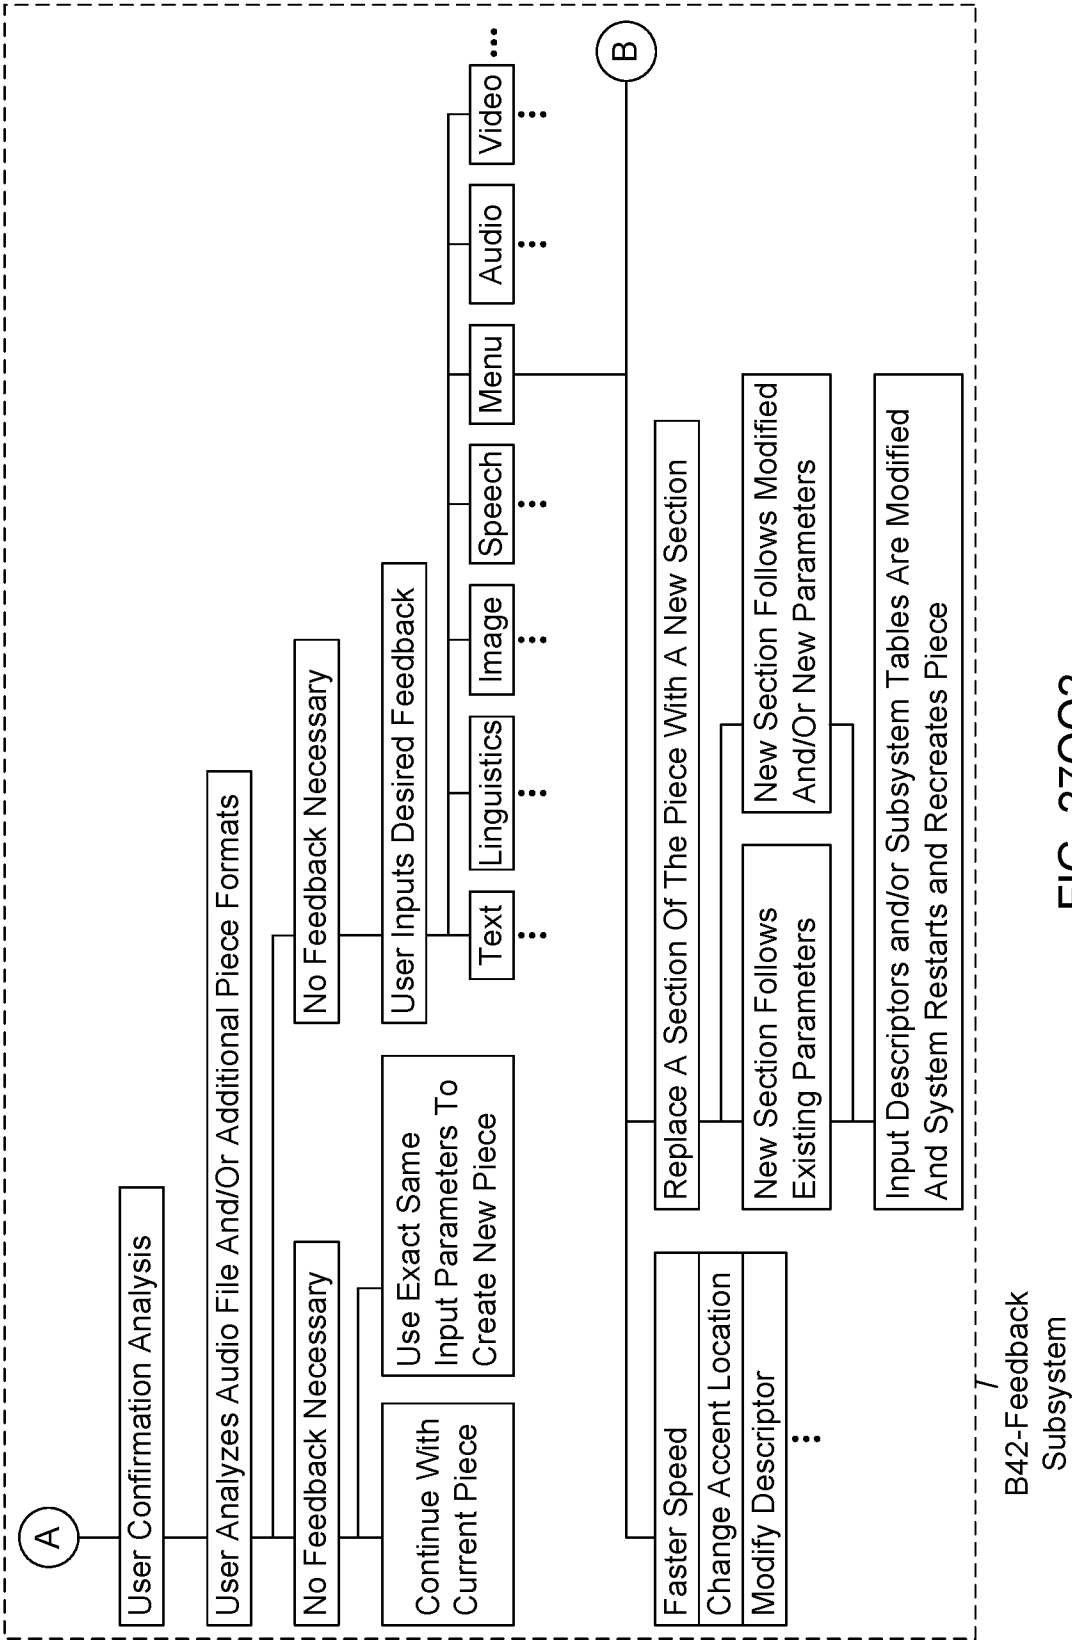 A
User Confirmation Analysis
User Analyzes Audio File And/Or Additional Piece Formats
No Feedback Necessary
No Feedback Necessary
Continue With
Current Piece
Use Exact Same
Input Parameters To
Create New Piece
User Inputs Desired Feedback
Text
Linguistics
Image
Speech
Menu
Audio
Video
B
Faster Speed
Change Accent Location
Modify Descriptor
Replace A Section Of The Piece With A New Section
New Section Follows
Existing Parameters
New Section Follows Modified
And/Or New Parameters
Input Descriptors and/or Subsystem Tables Are Modified
And System Restarts and Recreates Piece
B42-Feedback
Subsystem